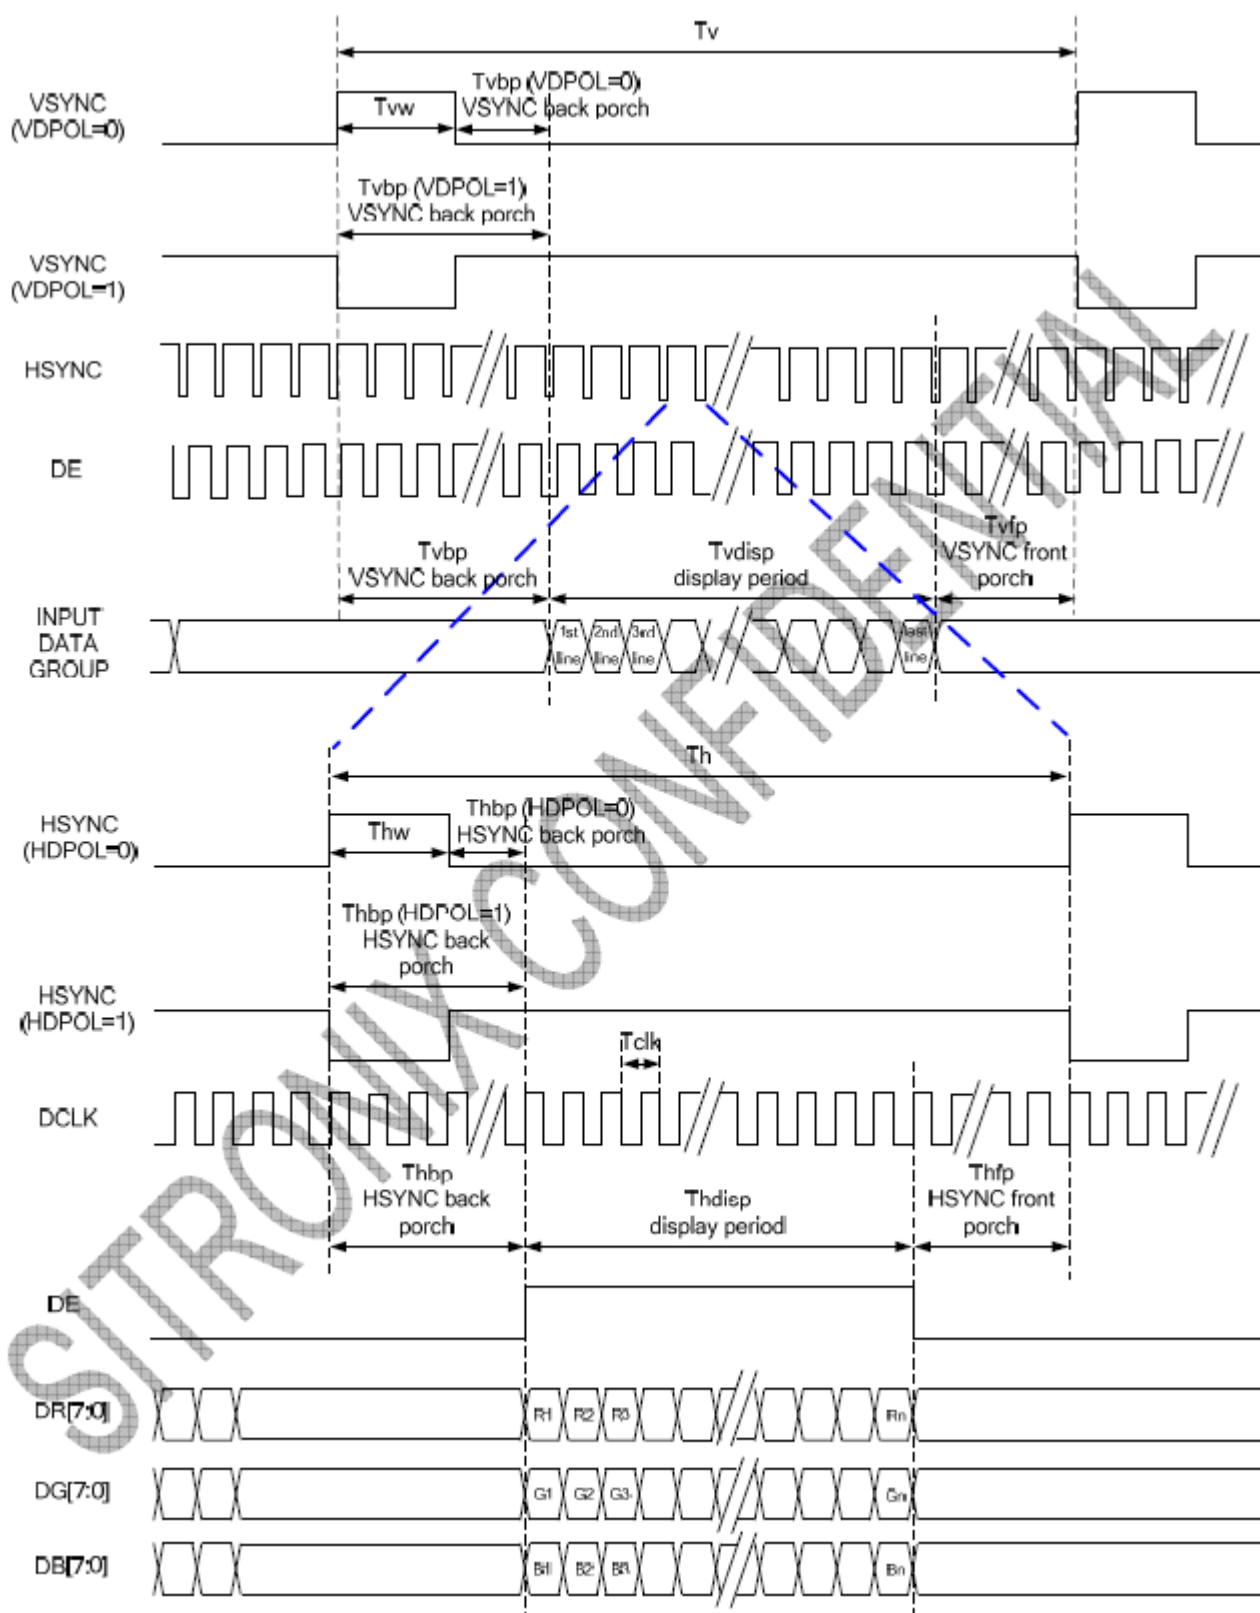 Tv
VSYNC
(VDPOL=0)
Tvw
Tvbp (VDPOL=0)
VSYNC back porch
Tvbp (VDPOL=1)
VSYNC back porch
VSYNC
(VDPOL=1)
HSYNC
DE
Tvbp
VSYNC back porch
Tvdisp
display period
Tvfp
VSYNC front
porch
INPUT
DATA
GROUP
1st
line
2nd
line
3rd
line
last
line
Th
HSYNC
(HDPOL=0)
Thw
Thbp (HDPOL=0)
HSYNC back porch
Thbp (HDPOL=1)
HSYNC back
porch
HSYNC
(HDPOL=1)
Tclk
DCLK
Thbp
HSYNC back
porch
Thdisp
display period
Thfp
HSYNC front
porch
DE
DR[7:0]
R1 R2 R3 Rn
DG[7:0]
G1 G2 G3 Gn
DB[7:0]
B1 B2 B3 Bn
SITRONIX CONFIDENTIAL